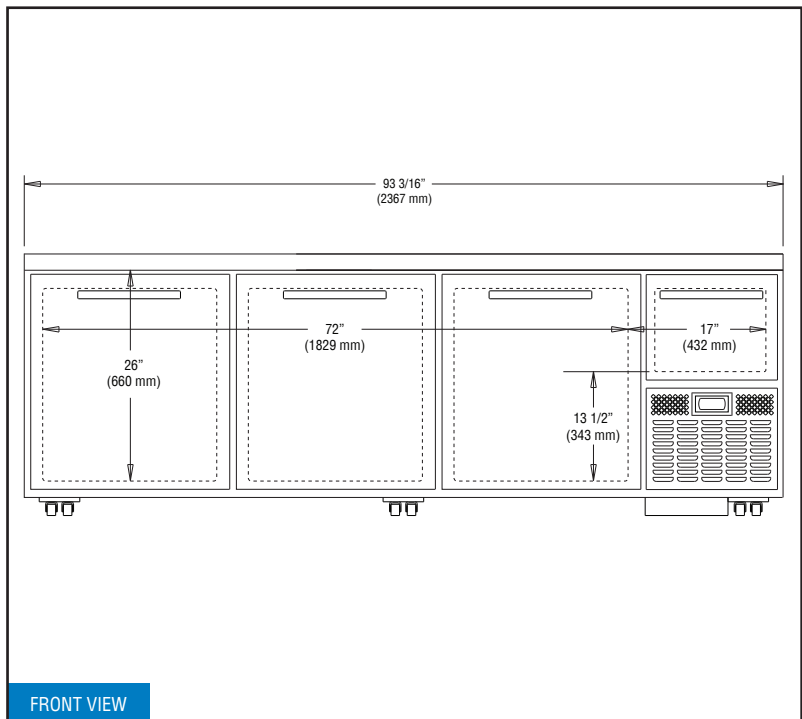 93 3/16”
(2367 mm)
72”
(1829 mm)
17”
(432 mm)
26”
(660 mm)
13 1/2”
(343 mm)
FRONT VIEW